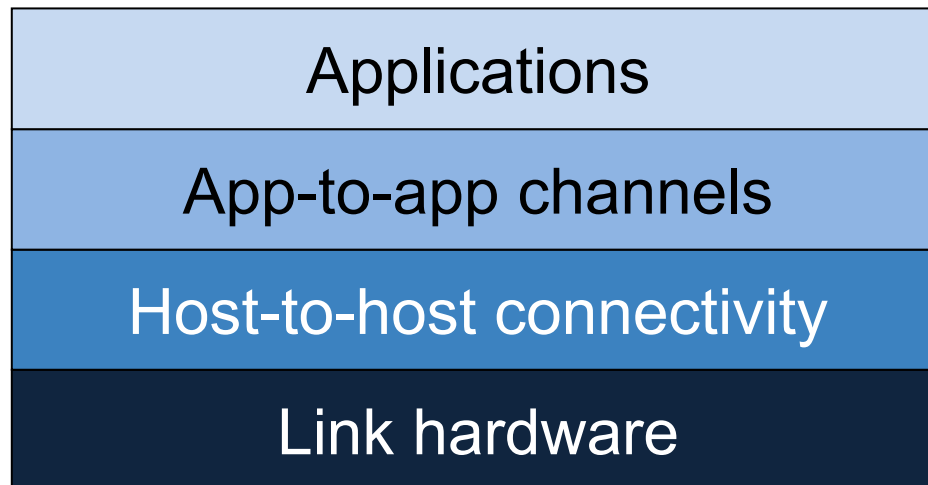 Applications
App-to-app channels
Host-to-host connectivity
Link hardware